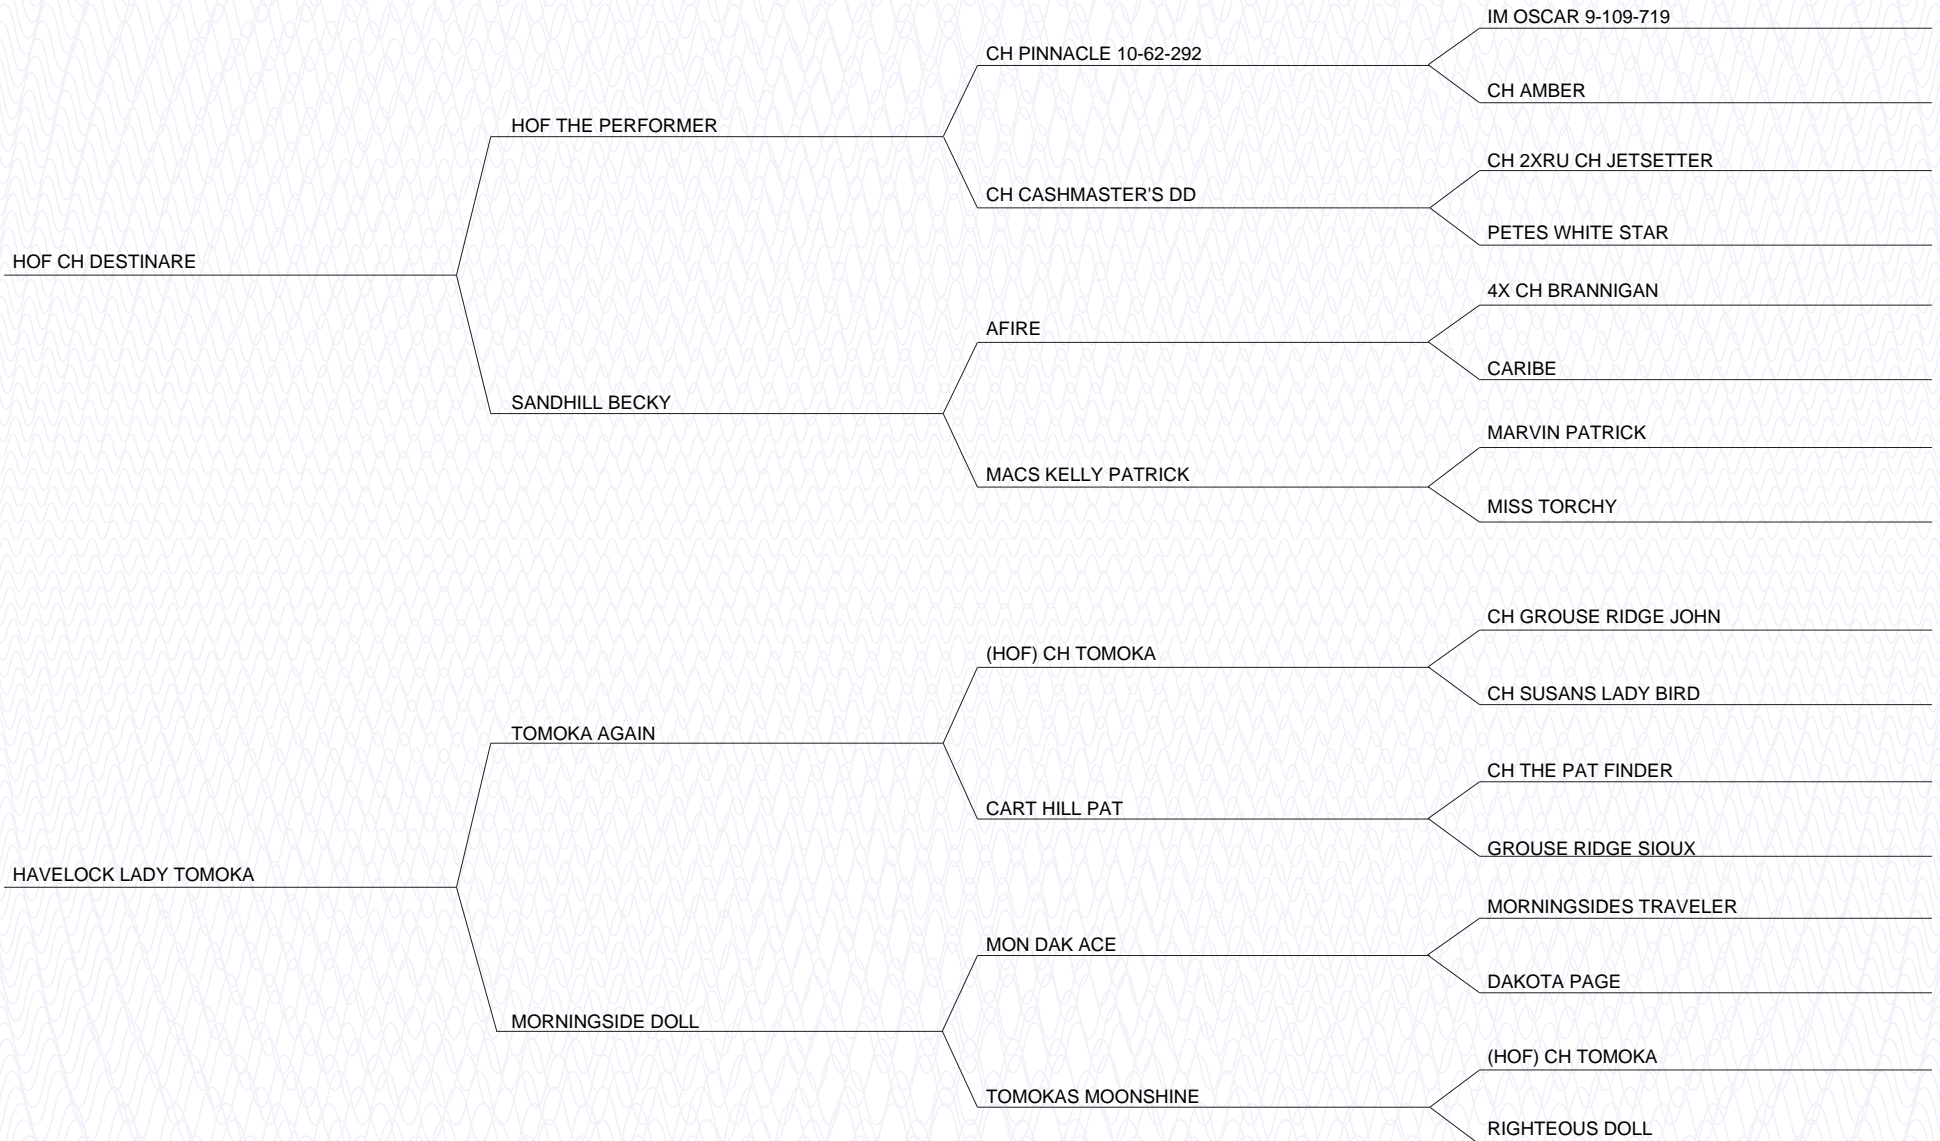 IM OSCAR 9-109-719
CH PINNACLE 10-62-292
CH AMBER
HOF THE PERFORMER
CH 2XRU CH JETSETTER
CH CASHMASTER'S DD
PETES WHITE STAR
HOF CH DESTINARE
4X CH BRANNIGAN
AFIRE
CARIBE
SANDHILL BECKY
MARVIN PATRICK
MACS KELLY PATRICK
MISS TORCHY
CH GROUSE RIDGE JOHN
(HOF) CH TOMOKA
CH SUSANS LADY BIRD
TOMOKA AGAIN
CH THE PAT FINDER
CART HILL PAT
GROUSE RIDGE SIOUX
HAVELOCK LADY TOMOKA
MORNINGSIDES TRAVELER
MON DAK ACE
DAKOTA PAGE
MORNINGSIDE DOLL
(HOF) CH TOMOKA
TOMOKAS MOONSHINE
RIGHTEOUS DOLL